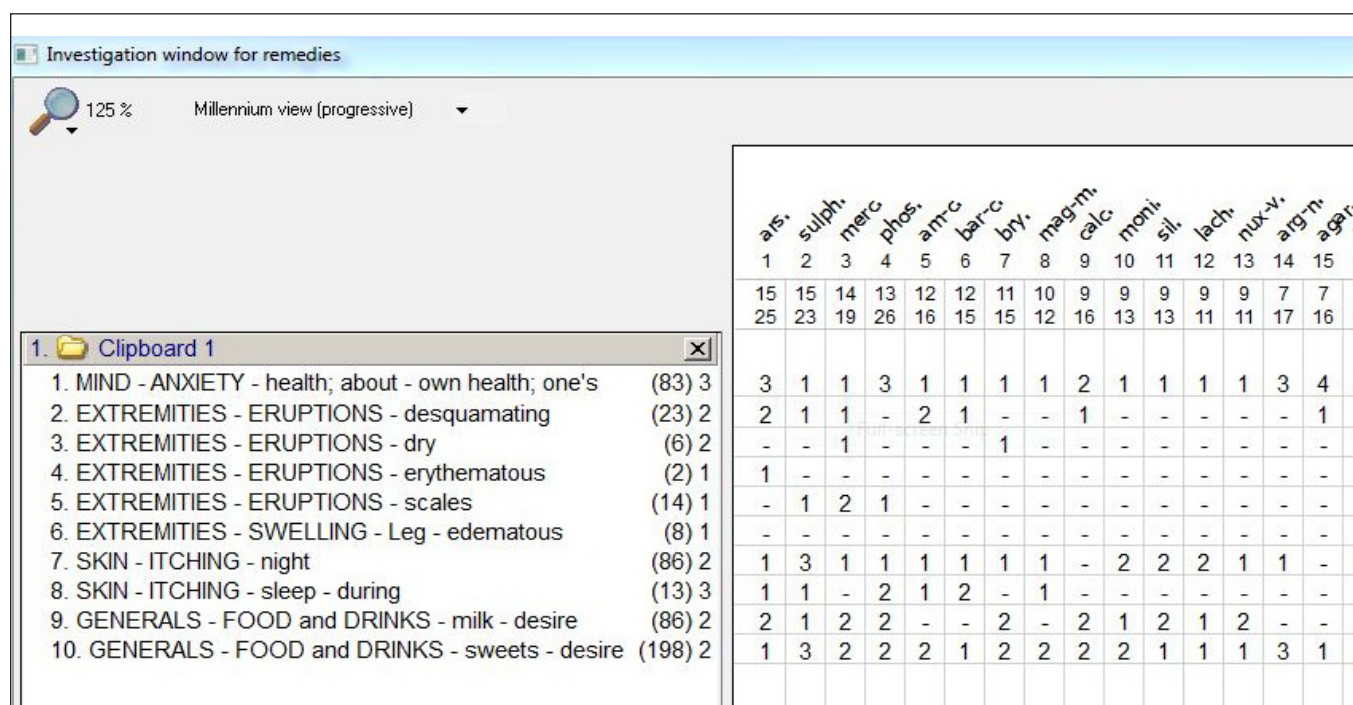 Investigation window for remedies
125 % Millennium view (progressive)
ars. sulph. merc. phos. am-c. bar-c. bry. mag-m. calc. moni. sil. lach. nux-v. arg-n. agar.
1 2 3 4 5 6 7 8 9 10 11 12 13 14 15
15 15 14 13 12 12 11 10 9 9 9 9 9 7 7
25 23 19 26 16 15 15 12 16 13 13 11 11 17 16
1. Clipboard 1
1. MIND - ANXIETY - health; about - own health; one's (83) 3 3 1 1 3 1 1 1 1 2 1 1 1 1 3 4
2. EXTREMITIES - ERUPTIONS - desquamating (23) 2 2 1 1 - 2 1 - - 1 - - - - - 1
3. EXTREMITIES - ERUPTIONS - dry (6) 2 - - 1 - - - 1 - - - - - - - -
4. EXTREMITIES - ERUPTIONS - erythematous (2) 1 1 - - - - - - - - - - - - - -
5. EXTREMITIES - ERUPTIONS - scales (14) 1 - 1 2 1 - - - - - - - - - - -
6. EXTREMITIES - SWELLING - Leg - edematous (8) 1 - - - - - - - - - - - - - - -
7. SKIN - ITCHING - night (86) 2 1 3 1 1 1 1 1 1 - 2 2 2 1 1 -
8. SKIN - ITCHING - sleep - during (13) 3 1 1 - 2 1 2 - 1 - - - - - - -
9. GENERALS - FOOD and DRINKS - milk - desire (86) 2 2 1 2 2 - - 2 - 2 1 2 1 2 - -
10. GENERALS - FOOD and DRINKS - sweets - desire (198) 2 1 3 2 2 2 1 2 2 2 2 1 1 1 3 1